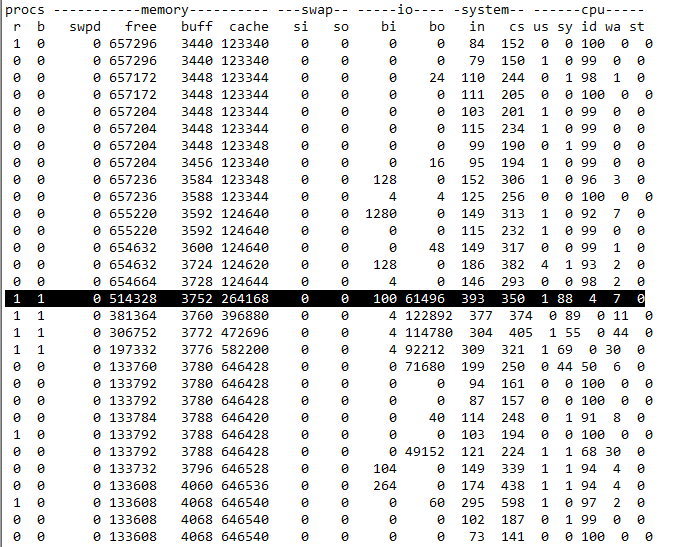 procs -----------memory---------- ---swap-- -----io---- -system-- ------cpu-----
 r  b   swpd   free   buff  cache   si   so    bi    bo   in   cs us sy id wa st
 1  0      0 657296   3440 123340    0    0     0     0   84  152  0  0 100  0  0
 0  0      0 657296   3440 123340    0    0     0     0   79  150  1  0 99  0  0
 0  0      0 657172   3448 123344    0    0     0    24  110  244  0  1 98  1  0
 0  0      0 657172   3448 123344    0    0     0     0  111  205  0  0 100  0  0
 0  0      0 657204   3448 123344    0    0     0     0  103  201  1  0 99  0  0
 0  0      0 657204   3448 123344    0    0     0     0  115  234  1  0 99  0  0
 0  0      0 657204   3448 123348    0    0     0     0   99  190  0  1 99  0  0
 0  0      0 657204   3456 123340    0    0     0    16   95  194  1  0 99  0  0
 0  0      0 657236   3584 123348    0    0   128     0  152  306  1  0 96  3  0
 0  0      0 657236   3588 123344    0    0     4     4  125  256  0  0 100  0  0
 0  0      0 655220   3592 124640    0    0  1280     0  149  313  1  0 92  7  0
 0  0      0 655220   3592 124640    0    0     0     0  115  232  1  0 99  0  0
 0  0      0 654632   3600 124640    0    0     0    48  149  317  0  0 99  1  0
 0  0      0 654632   3724 124620    0    0   128     0  186  382  4  1 93  2  0
 0  0      0 654664   3728 124644    0    0     4     0  146  293  0  0 98  2  0
 1  1      0 514328   3752 264168    0    0   100 61496  393  350  1 88  4  7  0
 1  1      0 381364   3760 396880    0    0     4 122892  377  374  0 89  0 11  0
 1  1      0 306752   3772 472696    0    0     4 114780  304  405  1 55  0 44  0
 1  1      0 197332   3776 582200    0    0     4 92212  309  321  1 69  0 30  0
 0  0      0 133760   3780 646428    0    0     0 71680  199  250  0 44 50  6  0
 0  0      0 133792   3780 646428    0    0     0     0   94  161  0  0 100  0  0
 0  0      0 133792   3780 646428    0    0     0     0   87  157  0  0 100  0  0
 0  0      0 133784   3788 646420    0    0     0    40  114  248  0  1 91  8  0
 1  0      0 133792   3788 646428    0    0     0     0  103  194  0  0 100  0  0
 0  0      0 133792   3788 646428    0    0     0 49152  121  224  1  1 68 30  0
 0  0      0 133732   3796 646528    0    0   104     0  149  339  1  1 94  4  0
 0  0      0 133608   4060 646536    0    0   264     0  174  438  1  1 94  4  0
 1  0      0 133608   4068 646540    0    0     0    60  295  598  1  0 97  2  0
 0  0      0 133608   4068 646540    0    0     0     0  102  187  0  1 99  0  0
 0  0      0 133608   4068 646540    0    0     0     0   73  141  0  0 100  0  0